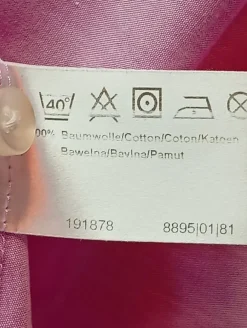 40°
00% Baumwolle/Cotton/Coton/Katoen
Bawełna/Bavlna/Pamut
191878 8895|01|81